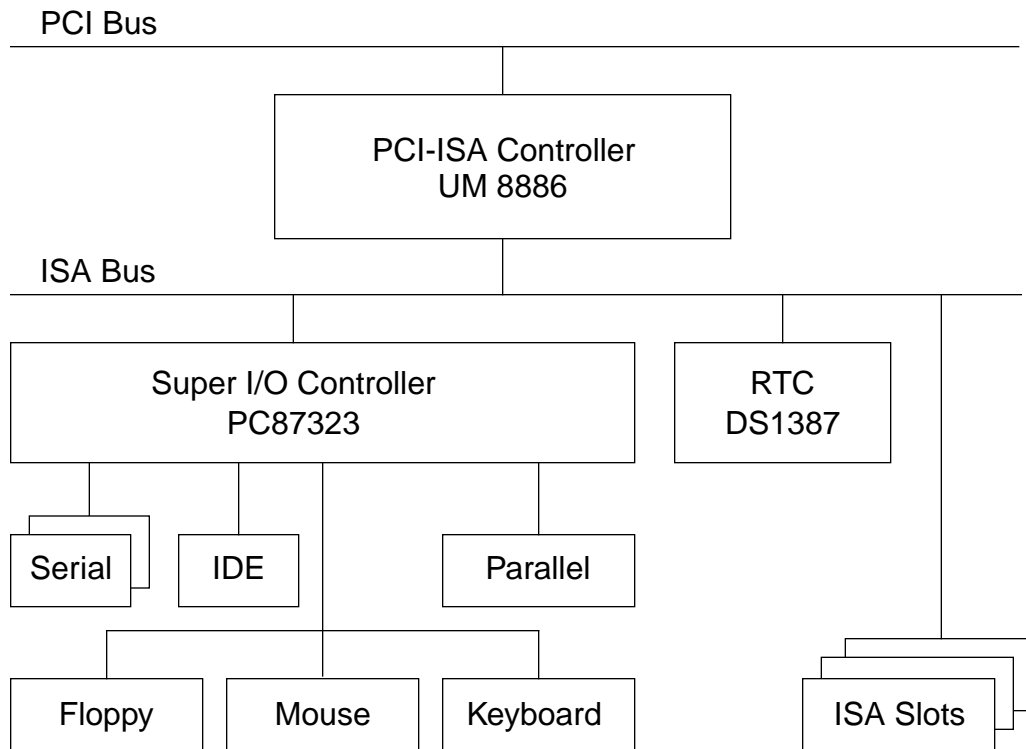 PCI Bus
PCI-ISA Controller
UM 8886
ISA Bus
Super I/O Controller
PC87323
RTC
DS1387
Serial
IDE
Parallel
Floppy
Mouse
Keyboard
ISA Slots